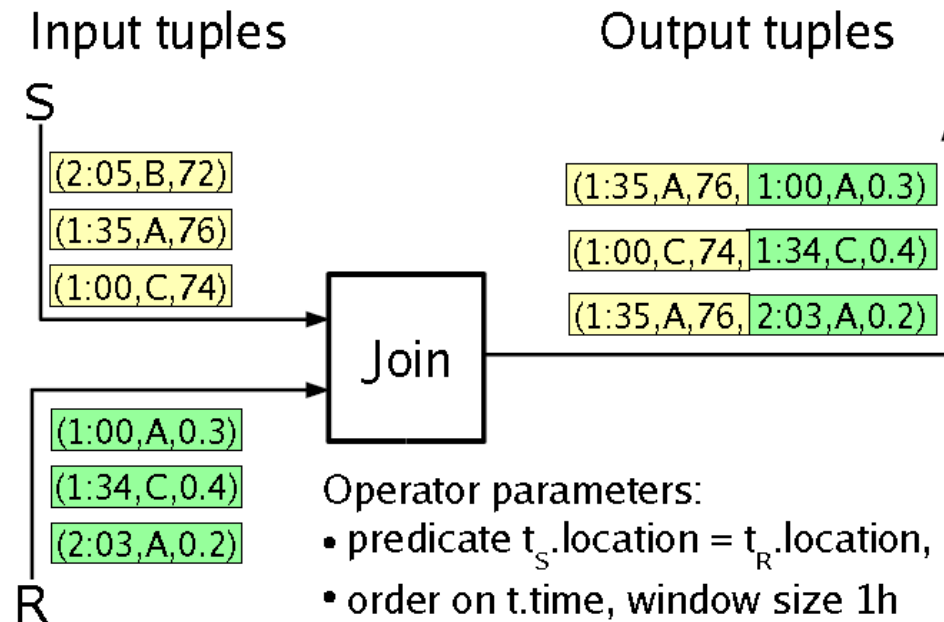 Input tuples
Output tuples
S
(2:05,B,72)
(1:35,A,76)
(1:00,C,74)
(1:35,A,76, 1:00,A,0.3)
(1:00,C,74, 1:34,C,0.4)
(1:35,A,76, 2:03,A,0.2)
Join
(1:00,A,0.3)
(1:34,C,0.4)
(2:03,A,0.2)
R
Operator parameters:
• predicate tS.location = tR.location,
• order on t.time, window size 1h